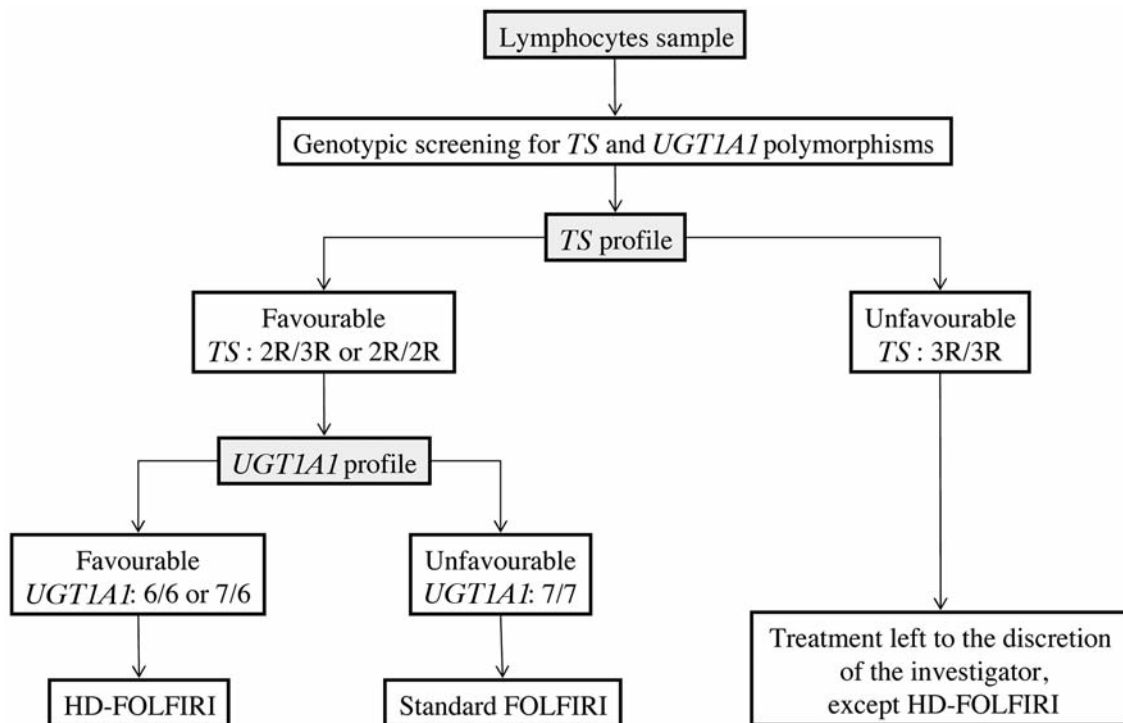 Lymphocytes sample
Genotypic screening for TS and UGT1A1 polymorphisms
TS profile
Favourable
TS : 2R/3R or 2R/2R
Unfavourable
TS : 3R/3R
UGT1A1 profile
Favourable
UGT1A1: 6/6 or 7/6
Unfavourable
UGT1A1: 7/7
HD-FOLFIRI
Standard FOLFIRI
Treatment left to the discretion
of the investigator,
except HD-FOLFIRI